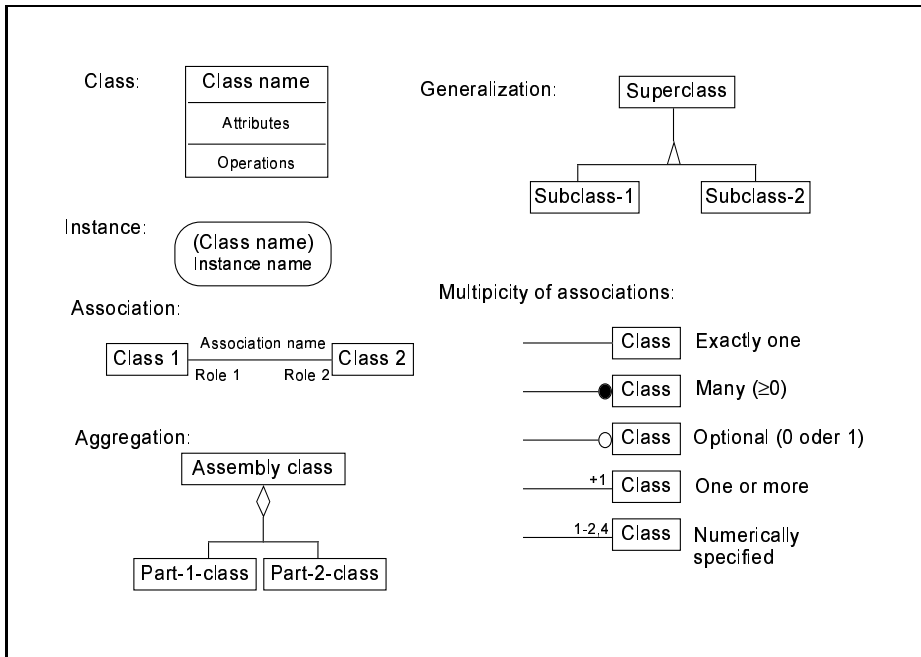 Class:
Class name
Attributes
Operations
Instance:
(Class name)
Instance name
Association:
Class 1
Association name
Role 1
Role 2
Class 2
Aggregation:
Assembly class
Part-1-class
Part-2-class
Generalization:
Superclass
Subclass-1
Subclass-2
Multipicity of associations:
Class
Exactly one
Class
Many (≥0)
Class
Optional (0 oder 1)
+1
Class
One or more
1-2,4
Class
Numerically
specified